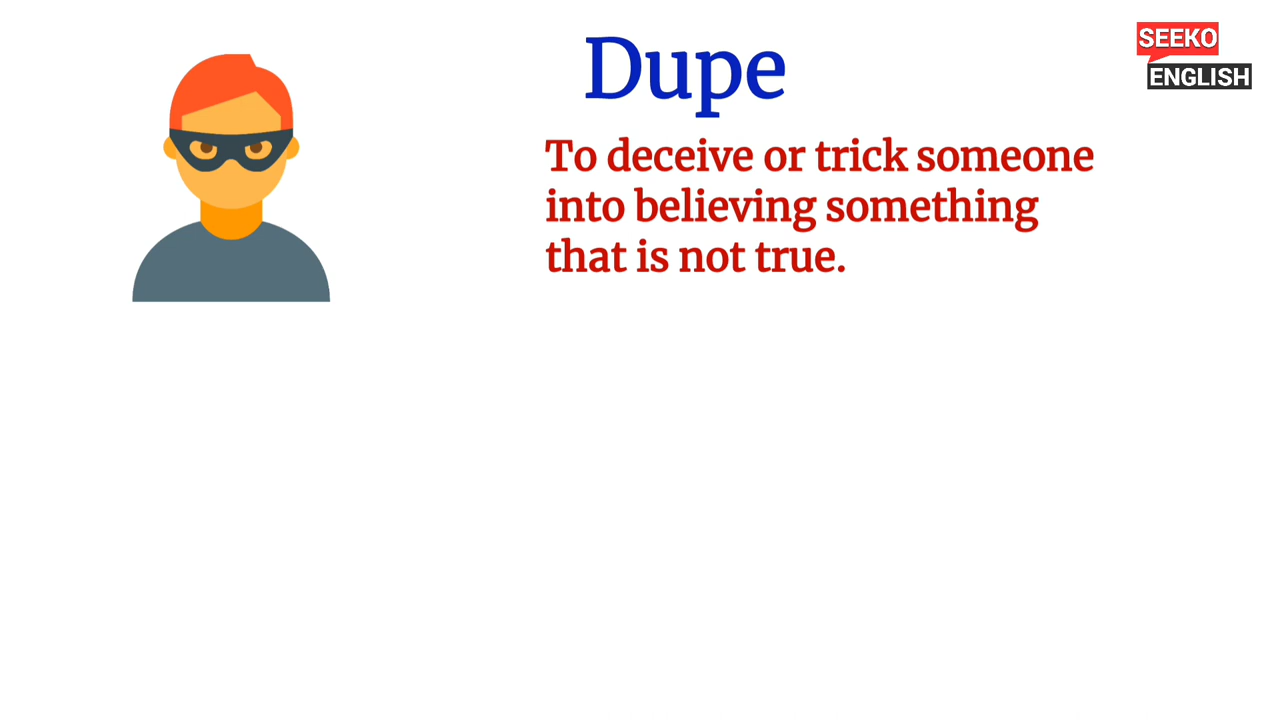 Dupe
SEEKO
ENGLISH
To deceive or trick someone
into believing something
that is not true.